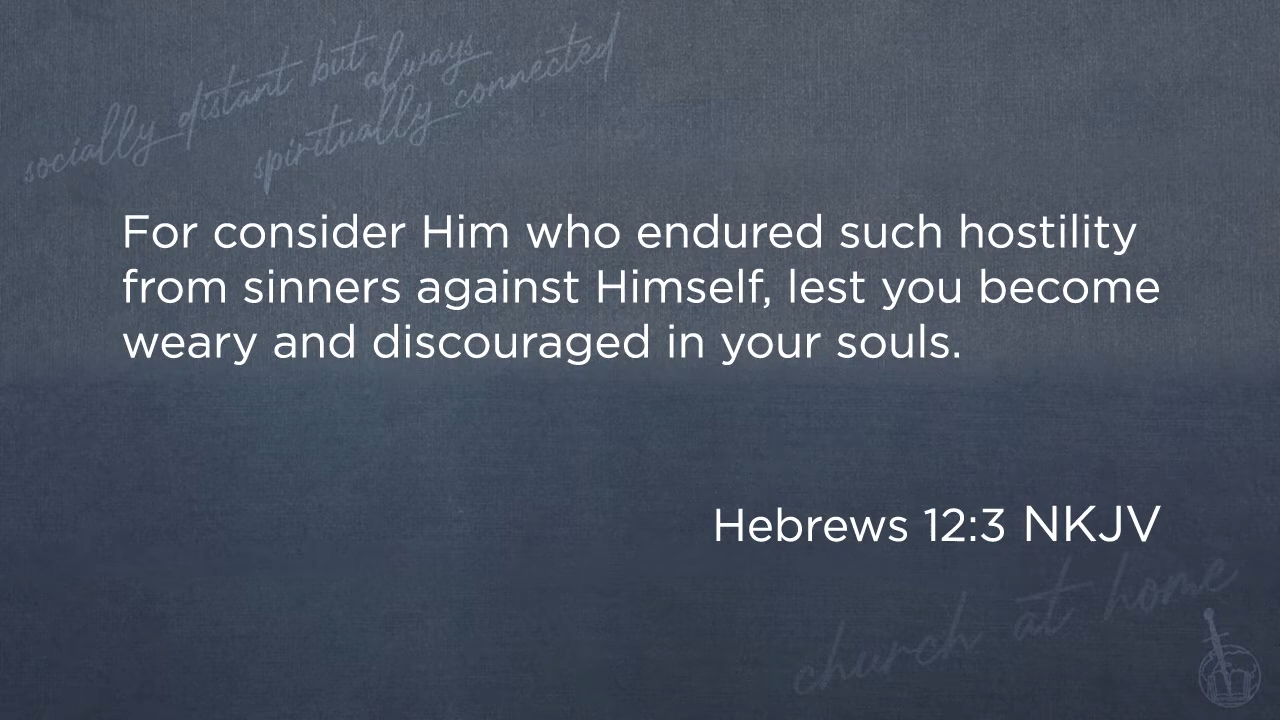 socially distant but always
spiritually connected
For consider Him who endured such hostility
from sinners against Himself, lest you become
weary and discouraged in your souls.
Hebrews 12:3 NKJV
church at home